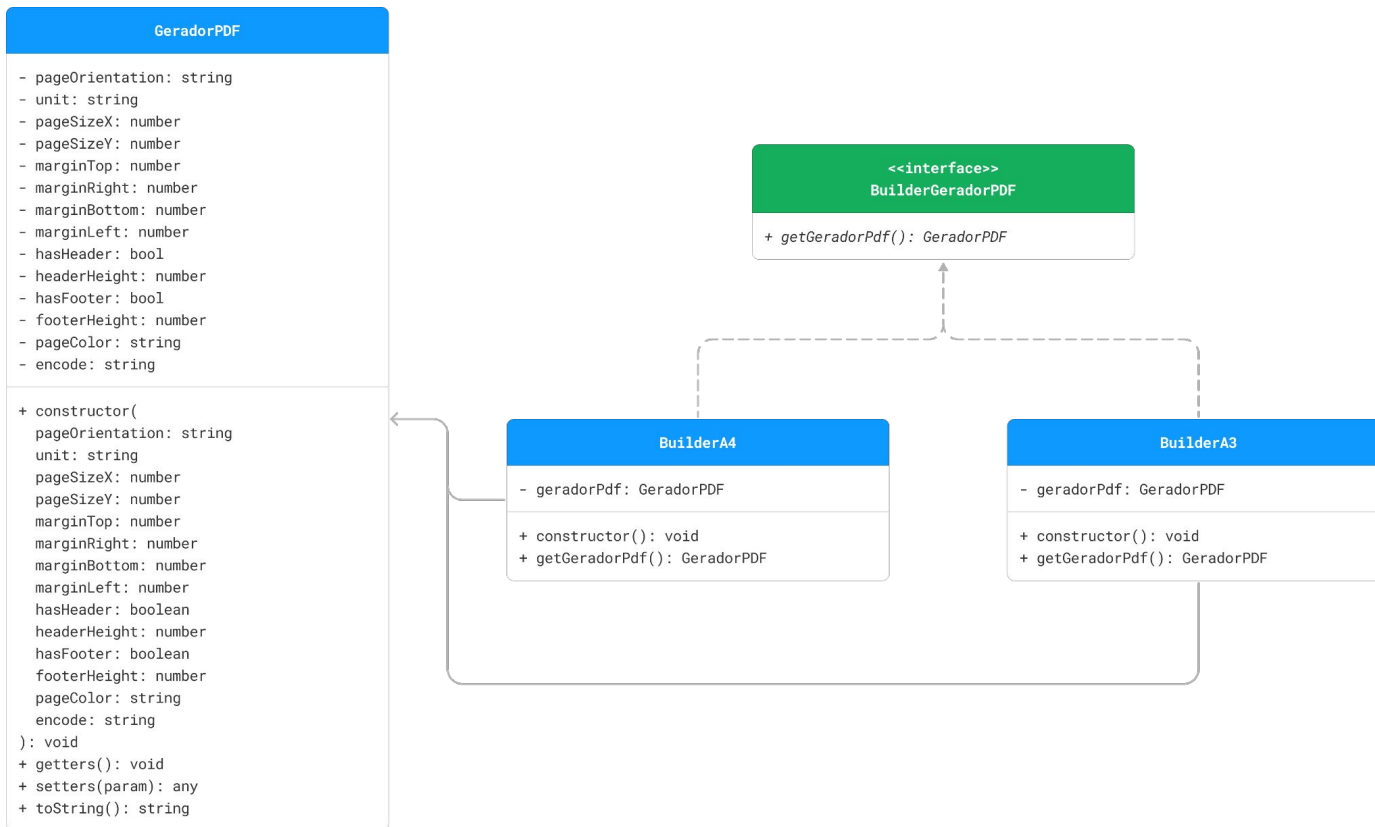 GeradorPDF
- pageOrientation: string
- unit: string
- pageSizeX: number
- pageSizeY: number
- marginTop: number
- marginRight: number
- marginBottom: number
- marginLeft: number
- hasHeader: bool
- headerHeight: number
- hasFooter: bool
- footerHeight: number
- pageColor: string
- encode: string
+ constructor(
pageOrientation: string
unit: string
pageSizeX: number
pageSizeY: number
marginTop: number
marginRight: number
marginBottom: number
marginLeft: number
hasHeader: boolean
headerHeight: number
hasFooter: boolean
footerHeight: number
pageColor: string
encode: string
): void
+ getters(): void
+ setters(param): any
+ toString(): string
<<interface>>
BuilderGeradorPDF
+ getGeradorPdf(): GeradorPDF
BuilderA4
- geradorPdf: GeradorPDF
+ constructor(): void
+ getGeradorPdf(): GeradorPDF
BuilderA3
- geradorPdf: GeradorPDF
+ constructor(): void
+ getGeradorPdf(): GeradorPDF